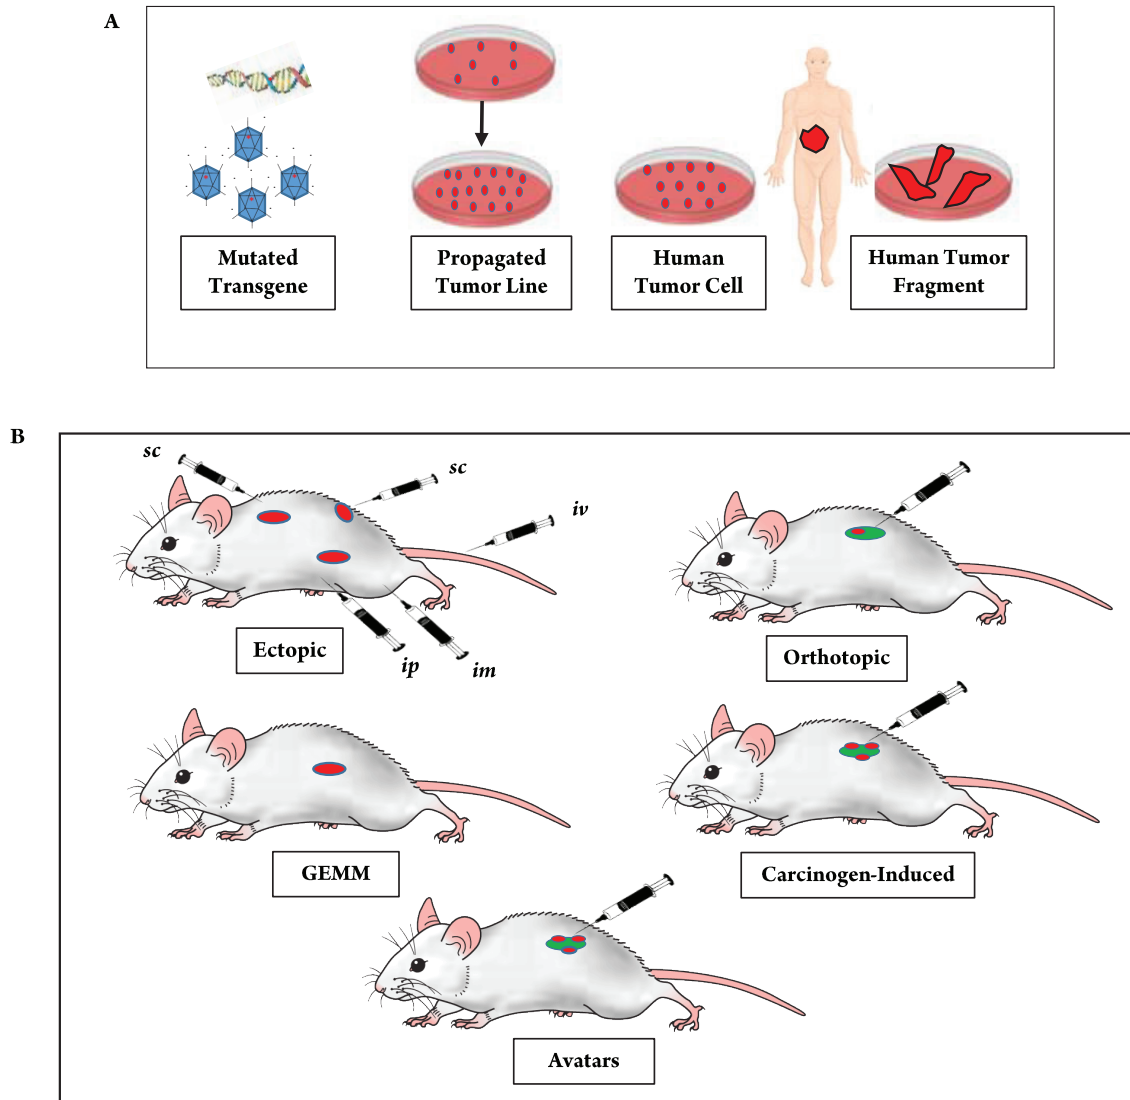 A
Mutated
Transgene
Propagated
Tumor Line
Human
Tumor Cell
Human Tumor
Fragment
B
sc
sc
iv
ip
im
Ectopic
Orthotopic
GEMM
Carcinogen-Induced
Avatars